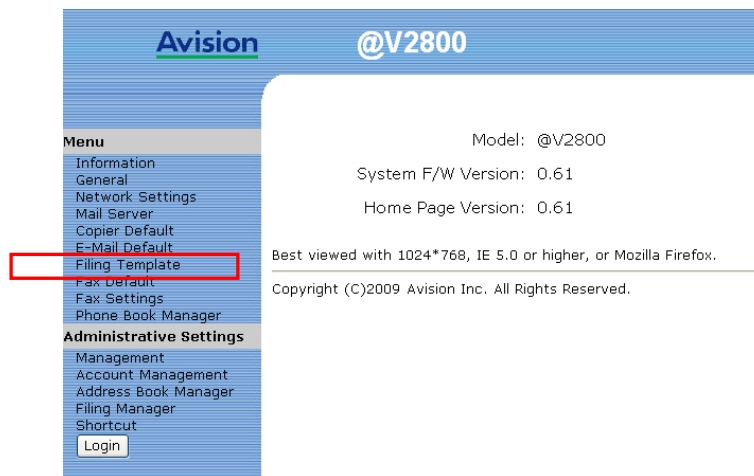 Avision @V2800
Menu
Information
General
Network Settings
Mail Server
Copier Default
E-Mail Default
Filing Template
Fax Default
Fax Settings
Phone Book Manager
Administrative Settings
Management
Account Management
Address Book Manager
Filing Manager
Shortcut
Login
Model: @V2800
System F/W Version: 0.61
Home Page Version: 0.61
Best viewed with 1024*768, IE 5.0 or higher, or Mozilla Firefox.
Copyright (C)2009 Avision Inc. All Rights Reserved.